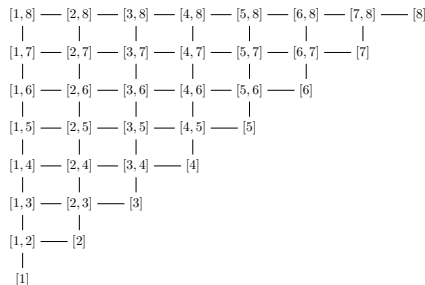 [1, 8] [2, 8] [3, 8] [4, 8] [5, 8] [6, 8] [7, 8] [8]
[1, 7] [2, 7] [3, 7] [4, 7] [5, 7] [6, 7] [7]
[1, 6] [2, 6] [3, 6] [4, 6] [5, 6] [6]
[1, 5] [2, 5] [3, 5] [4, 5] [5]
[1, 4] [2, 4] [3, 4] [4]
[1, 3] [2, 3] [3]
[1, 2] [2]
[1]